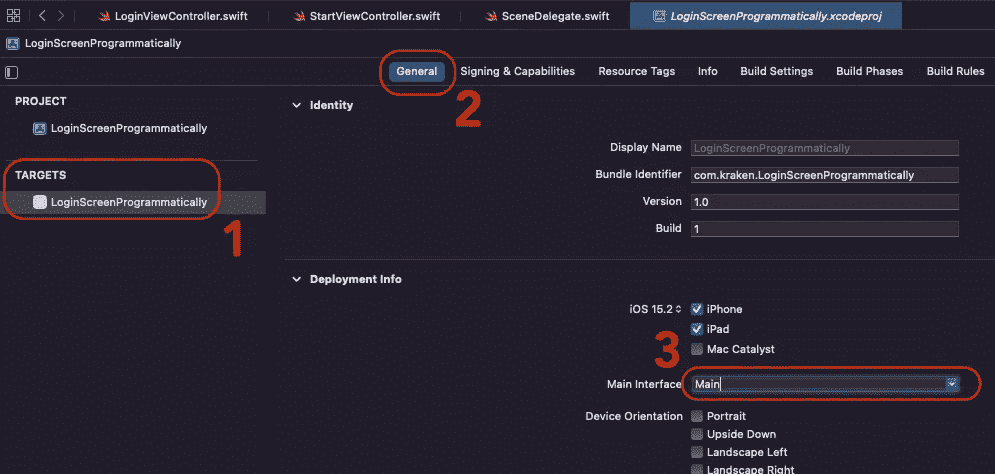 LoginViewController.swift StartViewController.swift SceneDelegate.swift LoginScreenProgrammatically.xcodeproj
LoginScreenProgrammatically
General Signing & Capabilities Resource Tags Info Build Settings Build Phases Build Rules
2
PROJECT
LoginScreenProgrammatically
TARGETS
LoginScreenProgrammatically
1
Identity
Display Name LoginScreenProgrammatically
Bundle Identifier com.kraken.LoginScreenProgrammatically
Version 1.0
Build 1
Deployment Info
iOS 15.2 iPhone
iPad
3 Mac Catalyst
Main Interface Main
Device Orientation Portrait
Upside Down
Landscape Left
Landscape Right